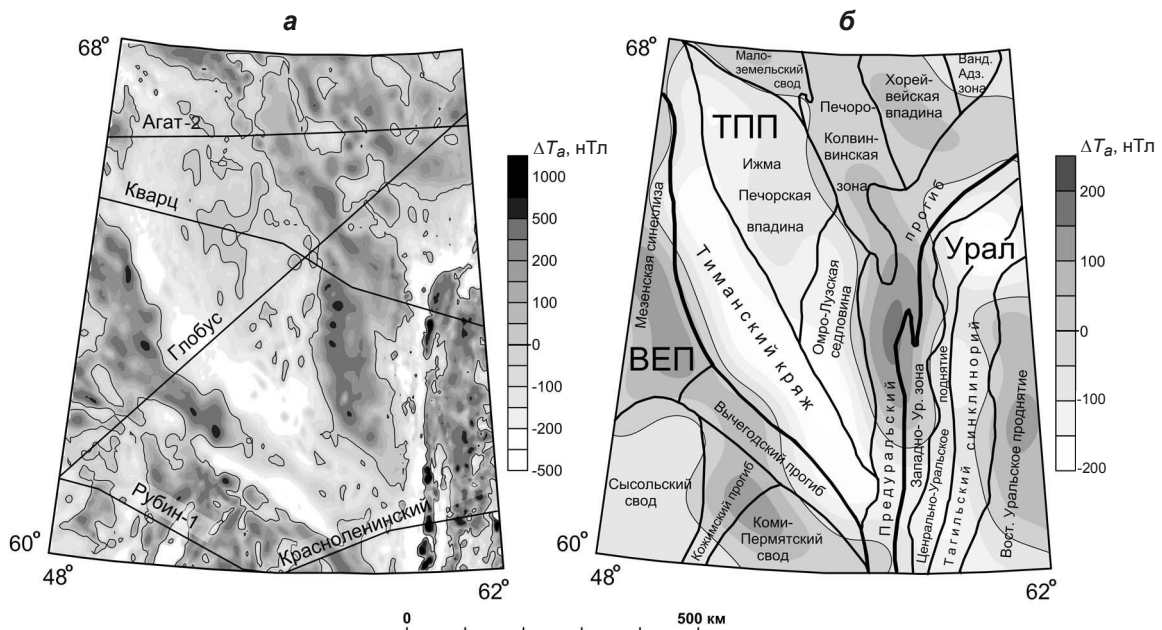 а
68°
Агат-2
Кварц
Глобус
Рубин-1
Красноленинский
60°
48°
62°
ΔTa, нТл
1000
500
200
100
0
-100
-200
-500
б
68°
Мало-
земельский
свод
Ванд.
Адз.
зона
Хорей-
вейская
впадина
Печоро-
Колвин-
винская
зона
ТПП
Ижма
Печорская
впадина
прогиб
Урал
Мезенская синеклиза
Тиманский кряж
Омро-Лузская
седловина
ВЕП
Вычегодский прогиб
Предуральский
Западно- Ур. зона
Ценрально-Уральское
поднятие
Тагильский синклинорий
Вост. Уральское проднятие
Сысольский
свод
Кожимский прогиб
Коми-
Пермятский
свод
60°
48°
62°
ΔTa, нТл
200
100
0
-100
-200
0
500 км